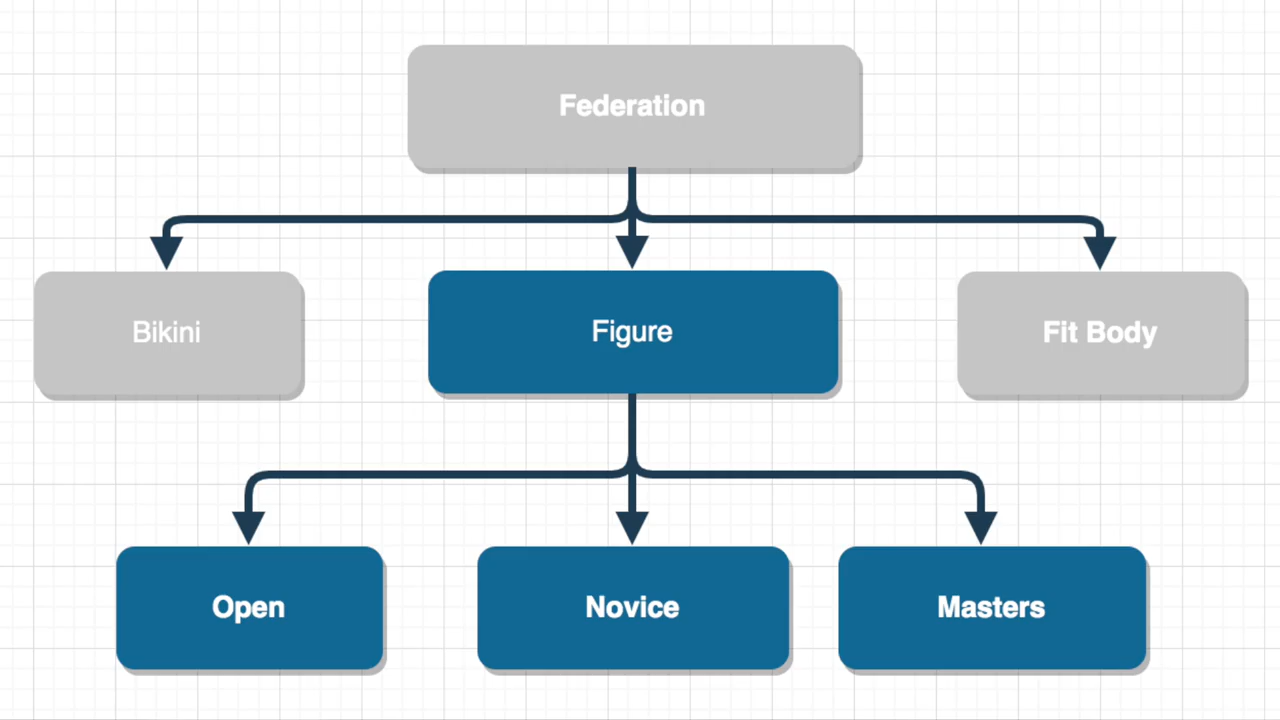 Federation
Bikini
Figure
Fit Body
Open
Novice
Masters